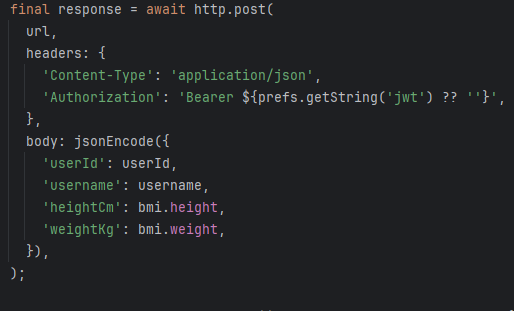 final response = await http.post(
url,
headers: {
'Content-Type': 'application/json',
'Authorization': 'Bearer ${prefs.getString('jwt') ?? ''}',
},
body: jsonEncode({
'userId': userId,
'username': username,
'heightCm': bmi.height,
'weightKg': bmi.weight,
}),
);